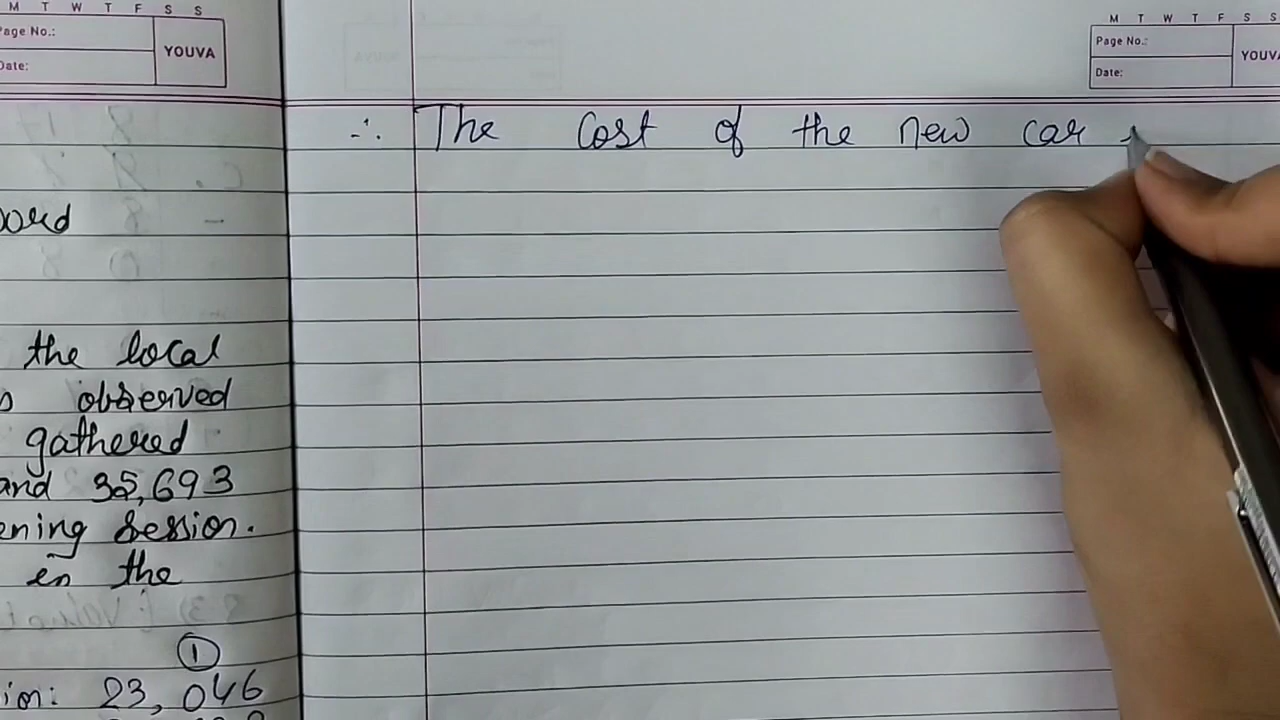 M T W T F S S
Page No.:
YOUVA
Date:
ord
the local
observed
gathered
and 35,693
ening session.
in the
①
ion: 23,046
M T W T F S S
Page No.:
YOUVA
Date:
∴ The Cost of the new car